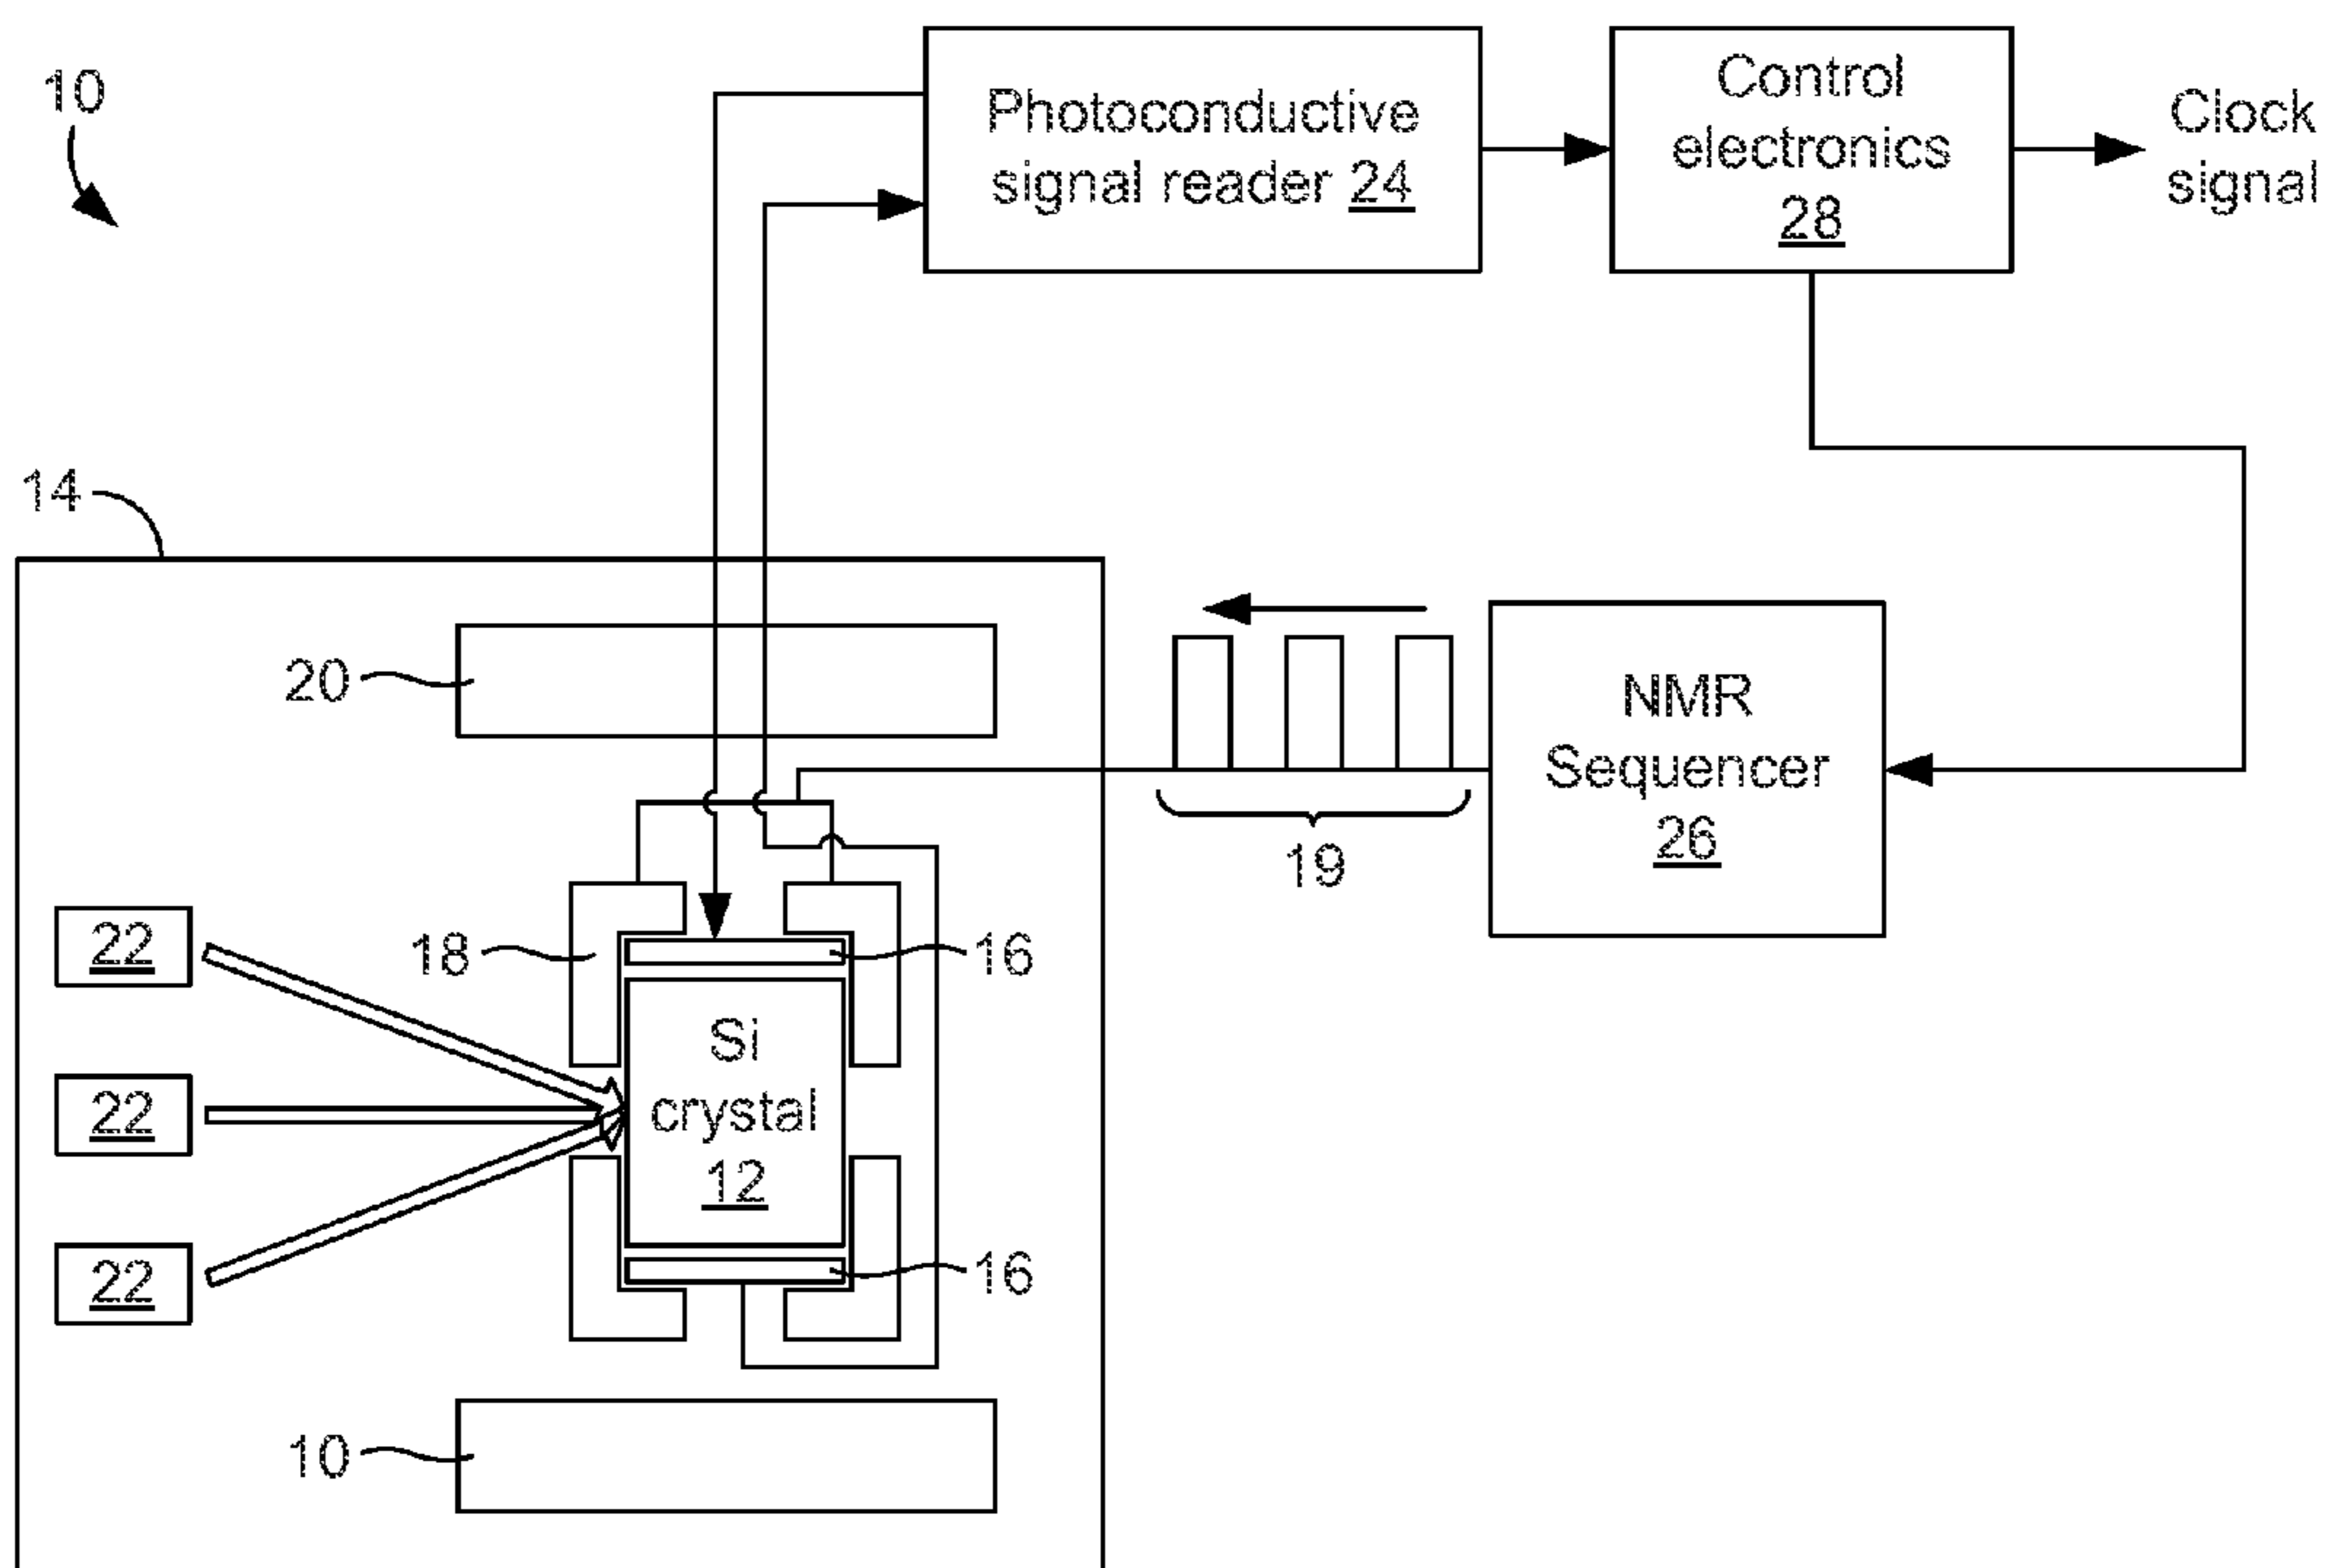 10
Photoconductive
signal reader 24
Control
electronics
28
Clock
signal
14
20
NMR
Sequencer
26
19
22
18
16
Si
crystal
12
22
22
16
10